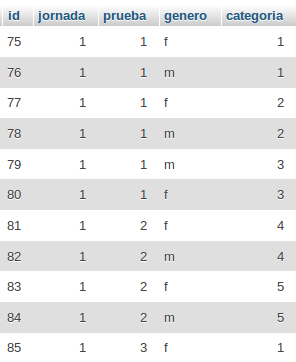 id jornada prueba genero categoria
75 1 1 f 1
76 1 1 m 1
77 1 1 f 2
78 1 1 m 2
79 1 1 m 3
80 1 1 f 3
81 1 2 f 4
82 1 2 m 4
83 1 2 f 5
84 1 2 m 5
85 1 3 f 1